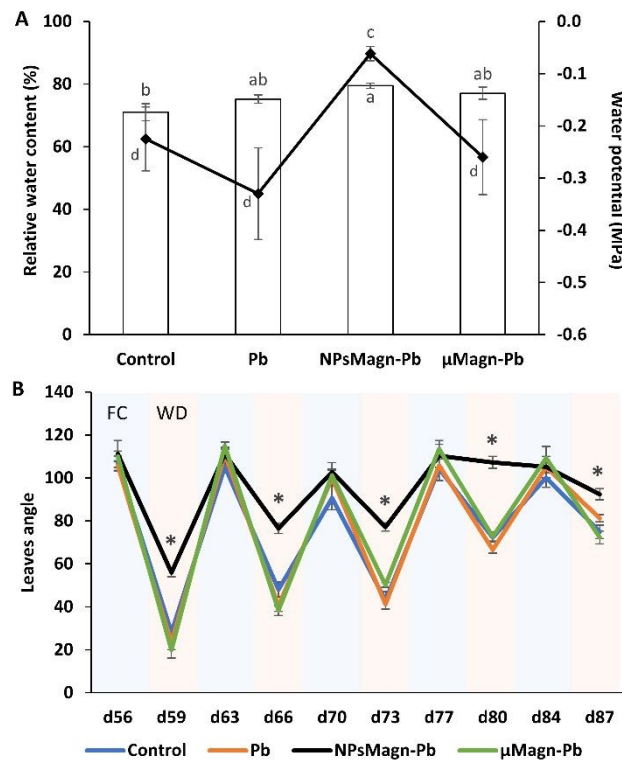 A
Relative water content (%)
100
80
60
40
20
0
b
ab
c
a
ab
d
d
d
0.0
-0.1
-0.2
-0.3
-0.4
-0.5
-0.6
Water potential (MPa)
Control Pb NPsMagn-Pb µMagn-Pb
B
Leaves angle
140
120
100
80
60
40
20
0
FC WD
*
*
*
*
*
d56 d59 d63 d66 d70 d73 d77 d80 d84 d87
Control Pb NPsMagn-Pb µMagn-Pb